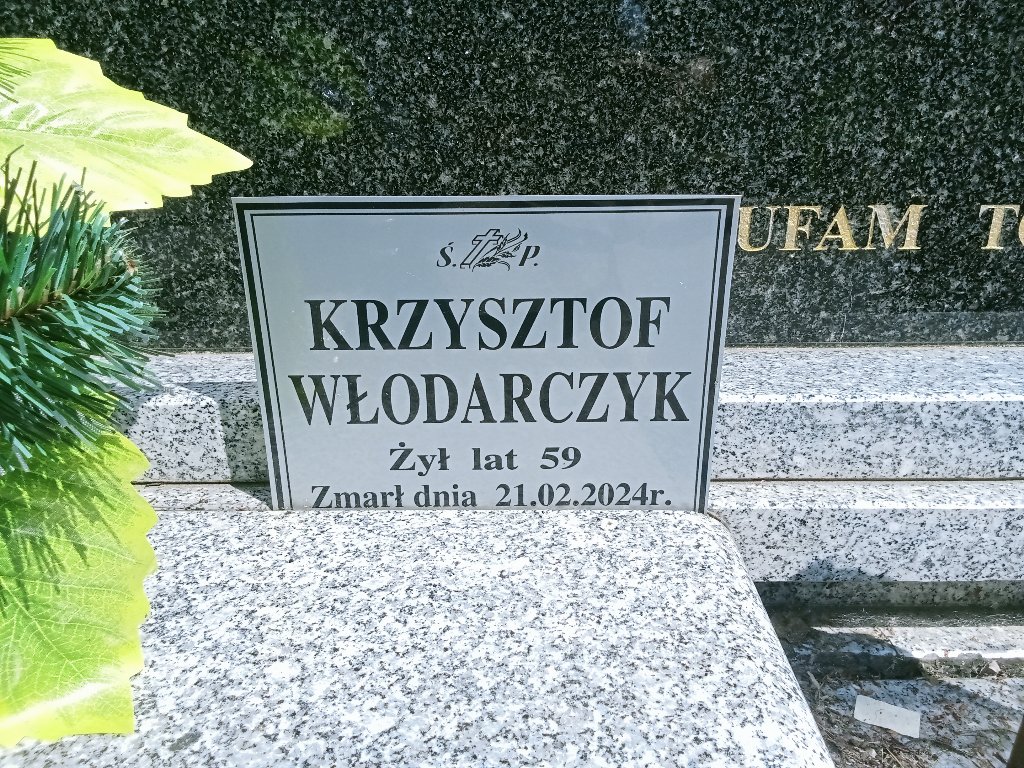 Ś. P.
KRZYSZTOF
WŁODARCZYK
Żył lat 59
Zmarł dnia 21.02.2024r.
UFAM